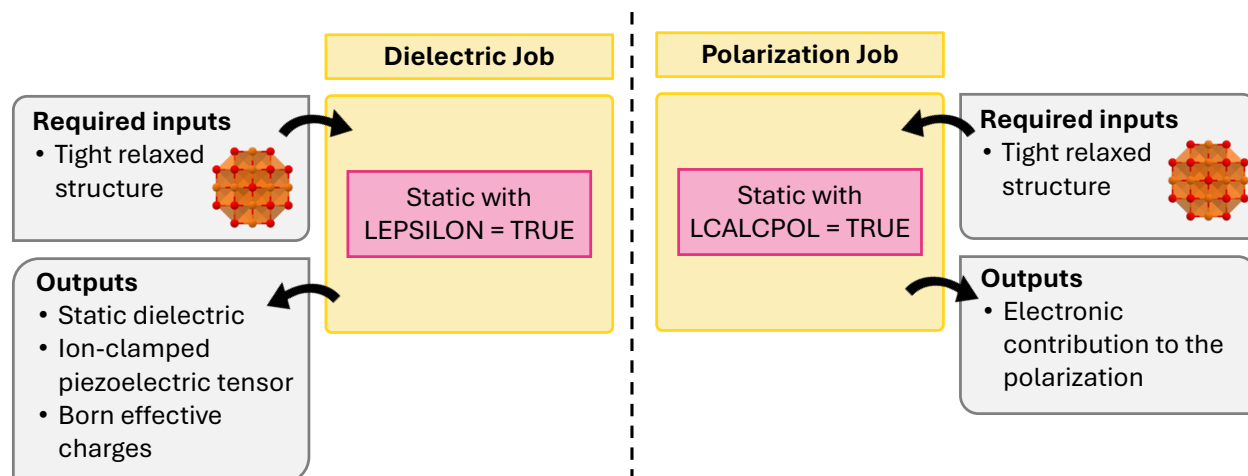 Dielectric Job
Required inputs
• Tight relaxed
structure
Static with
LEPSILON = TRUE
Outputs
• Static dielectric
• Ion-clamped
piezoelectric tensor
• Born effective
charges
Polarization Job
Required inputs
• Tight relaxed
structure
Static with
LCALCPOL = TRUE
Outputs
• Electronic
contribution to the
polarization